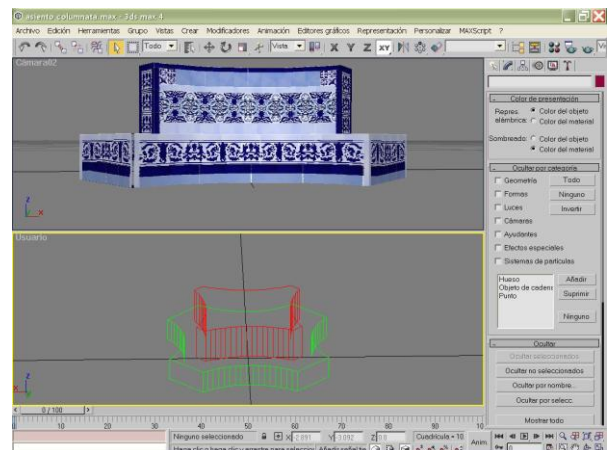 asiento columnata.max - 3ds max 4
Archivo Edición Herramientas Grupo Vistas Crear Modificadores Animación Editores gráficos Representación Personalizar MAXScript ?
Todo Vista X Y Z XY
Cámara02
Color de presentación
Repres. Color del objeto
elámbrica: Color del material
Sombreado: Color del objeto
Color del material
Ocultar por categoría
Geometría Todo
Formas Ninguno
Luces Invertir
Cámaras
Ayudantes
Efectos especiales
Sistemas de partículas
Usuario
Hueso Añadir
Objeto de cadena
Punto Suprimir
Ninguno
Ocultar
Ocultar seleccionados
Ocultar no seleccionados
Ocultar por nombre...
Ocultar por selecc.
Mostrar todo
z
x
0 / 100
10 20 30 40 50 60 70 80 90
Ninguno seleccionado X Y Z Cuadrícula = 10 Anim.